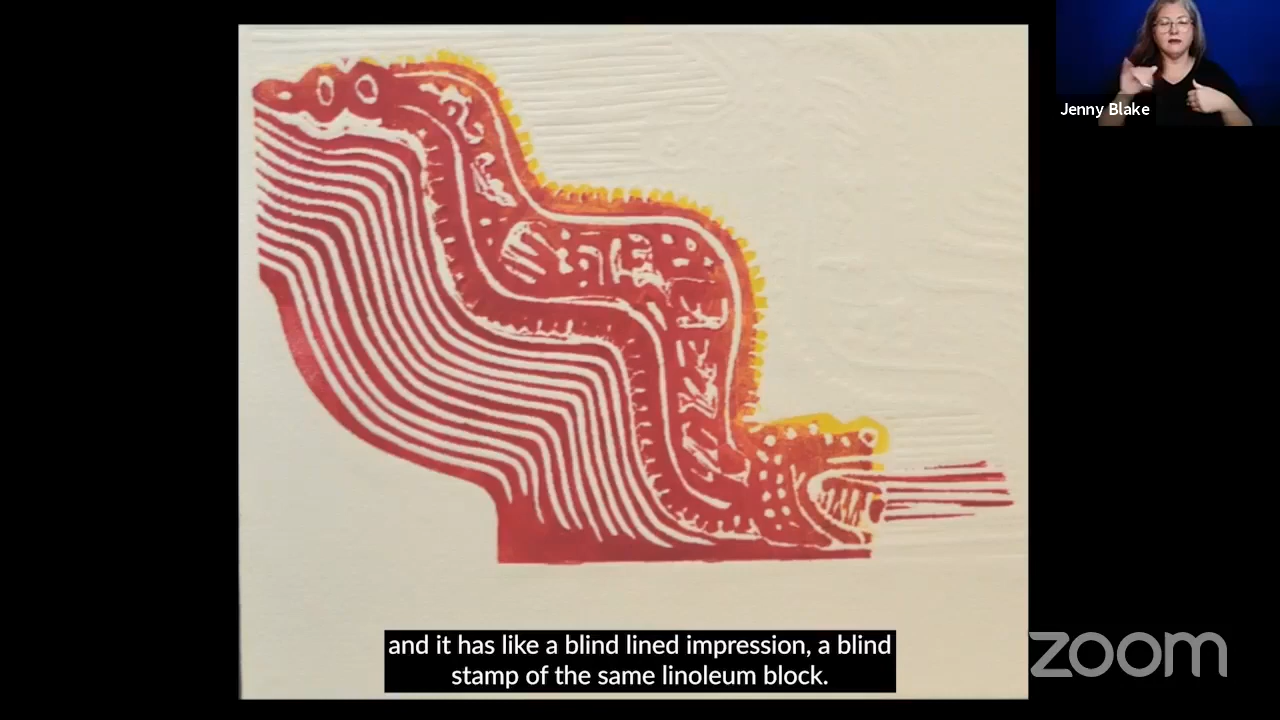 Jenny Blake
and it has like a blind lined impression, a blind
stamp of the same linoleum block.
zoom